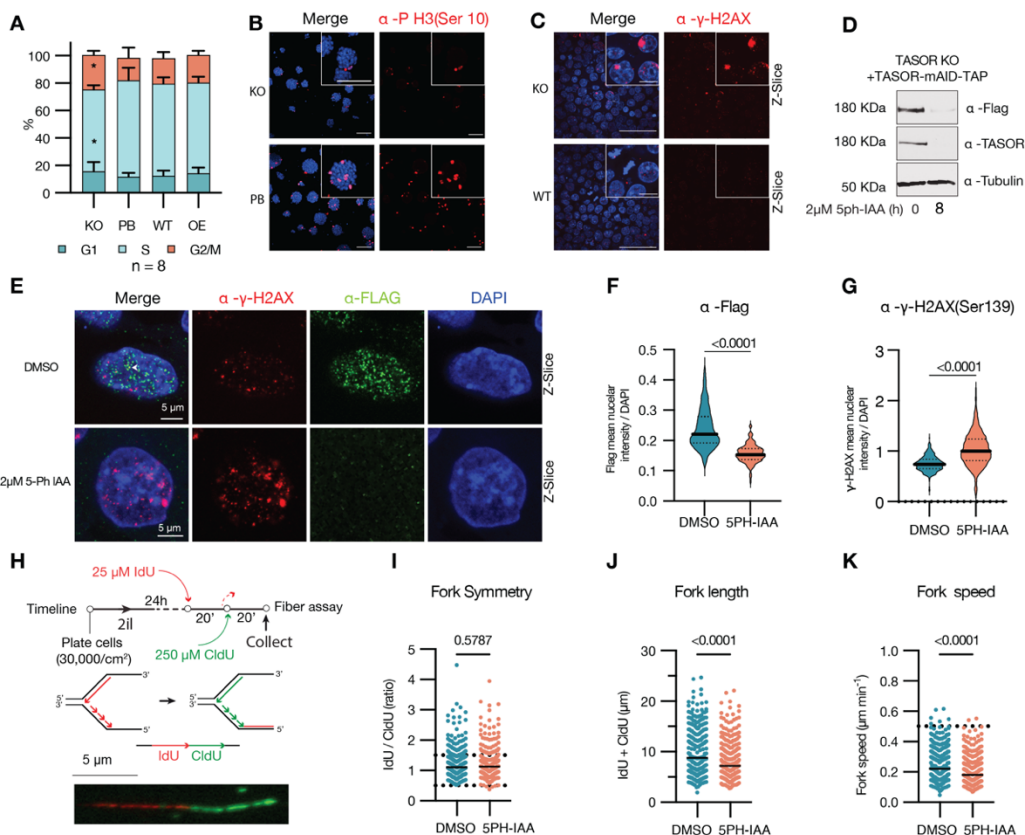 A
100
80
60
40
20
0
%
*
*
KO PB WT OE
G1 S G2/M
n = 8
B
Merge α -P H3(Ser 10)
KO
PB
C
Merge α -γ-H2AX
KO
WT
Z-Slice
Z-Slice
D
TASOR KO
+TASOR-mAID-TAP
180 KDa α -Flag
180 KDa α -TASOR
50 KDa α -Tubulin
2µM 5ph-IAA (h) 0 8
E
Merge α -γ-H2AX α-FLAG DAPI
DMSO
5 µm
Z-Slice
2µM 5-Ph IAA
5 µm
Z-Slice
F
α -Flag
<0.0001
Flag mean nucelar
intensity / DAPI
0.5
0.4
0.3
0.2
0.1
0.0
DMSO 5PH-IAA
G
α -γ-H2AX(Ser139)
<0.0001
γ-H2AX mean nuclear
intensity / DAPI
3
2
1
0
DMSO 5PH-IAA
H
25 µM IdU
Timeline
24h
2il
20' 20'
Fiber assay
Collect
Plate cells
(30,000/cm²)
250 µM CldU
3' 3'
5' 5'
3' 3'
5' 5'
IdU CldU
5 µm
I
Fork Symmetry
0.5787
IdU / CldU (ratio)
5
4
3
2
1
0
DMSO 5PH-IAA
J
Fork length
<0.0001
IdU + CldU (µm)
30
20
10
0
DMSO 5PH-IAA
K
Fork speed
<0.0001
Fork speed (µm min⁻¹)
0.8
0.6
0.4
0.2
0.0
DMSO 5PH-IAA